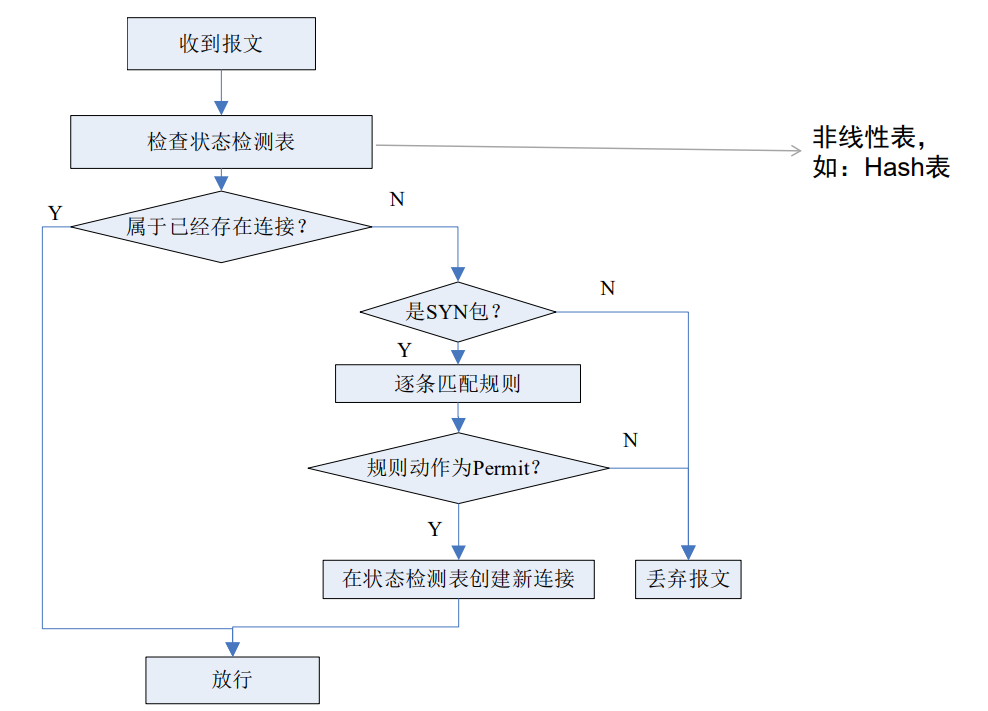 收到报文
检查状态检测表
非线性表，
如：Hash表
Y
属于已经存在连接？
N
是SYN包？
N
Y
逐条匹配规则
规则动作为Permit？
N
Y
在状态检测表创建新连接
丢弃报文
放行